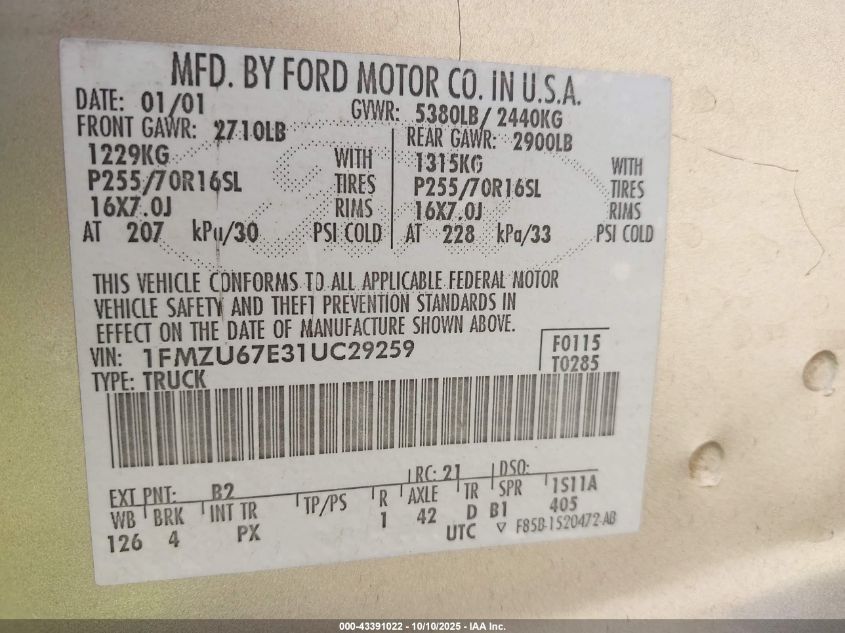 MFD. BY FORD MOTOR CO. IN U.S.A.
DATE: 01/01 GVWR: 5380LB/ 2440KG
FRONT GAWR: 2710LB REAR GAWR: 2900LB
1229KG WITH 1315KG WITH
P255/70R16SL TIRES P255/70R16SL TIRES
16X7.0J RIMS 16X7.0J RIMS
AT 207 kPa/30 PSI COLD AT 228 kPa/33 PSI COLD
THIS VEHICLE CONFORMS TO ALL APPLICABLE FEDERAL MOTOR
VEHICLE SAFETY AND THEFT PREVENTION STANDARDS IN
EFFECT ON THE DATE OF MANUFACTURE SHOWN ABOVE.
VIN: 1FMZU67E31UC29259 F0115
TYPE: TRUCK T0285
EXT PNT: B2 RC: 21 DSO:
WB BRK INT TR TP/PS R AXLE TR SPR 1S11A
126 4 PX 1 42 D B1 405
UTC ▽ F85B-1520472-AB
000-43391022 - 10/10/2025 - IAA Inc.